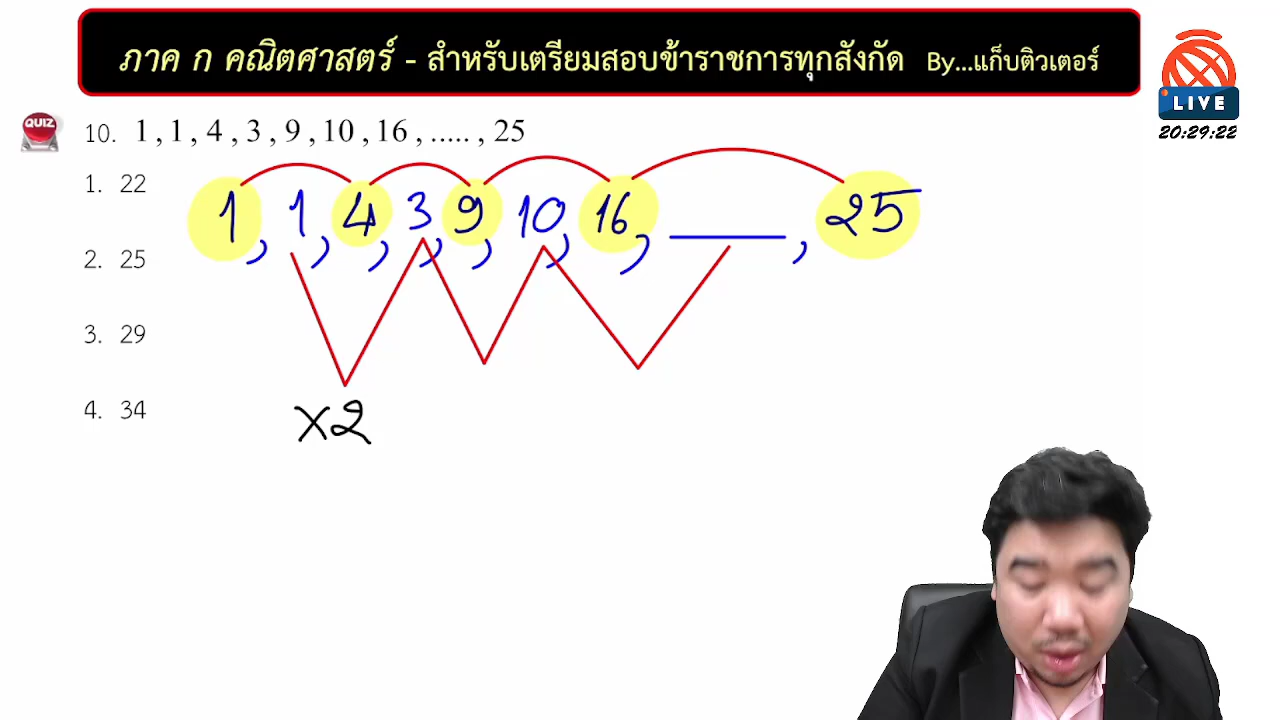 ภาค ก คณิตศาสตร์ - สำหรับเตรียมสอบข้าราชการทุกสังกัด By...แก็บติวเตอร์
LIVE
20:29:22
QUIZ
10. 1 , 1 , 4 , 3 , 9 , 10 , 16 , ..... , 25
1. 22
1, 1, 4, 3, 9, 10, 16, _____, 25
2. 25
3. 29
4. 34
×2